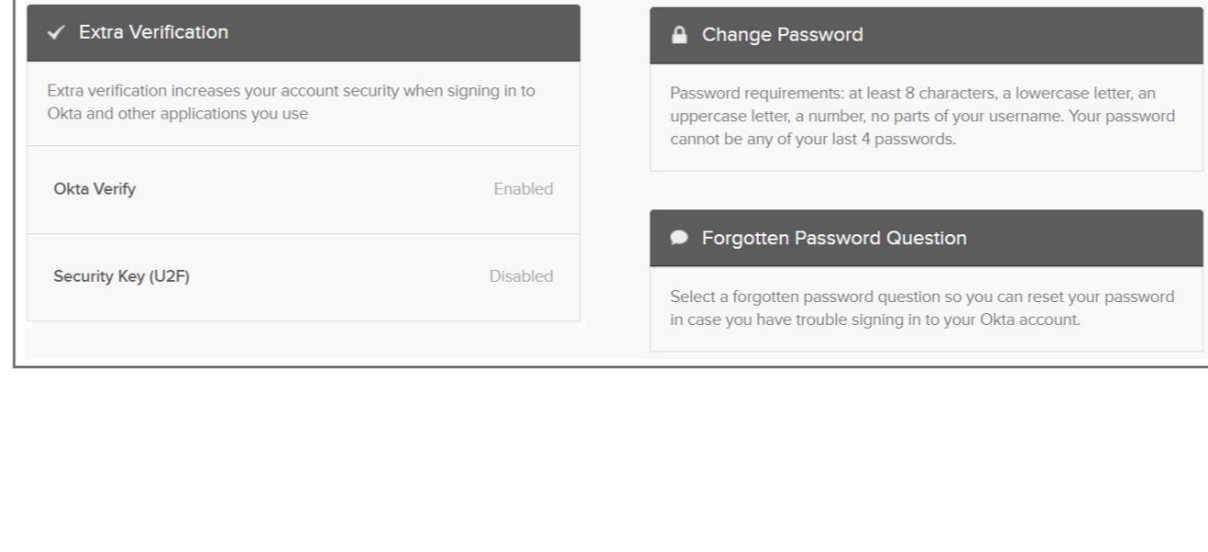 Extra Verification
Extra verification increases your account security when signing in to
Okta and other applications you use
Okta Verify Enabled
Security Key (U2F) Disabled
Change Password
Password requirements: at least 8 characters, a lowercase letter, an
uppercase letter, a number, no parts of your username. Your password
cannot be any of your last 4 passwords.
Forgotten Password Question
Select a forgotten password question so you can reset your password
in case you have trouble signing in to your Okta account.